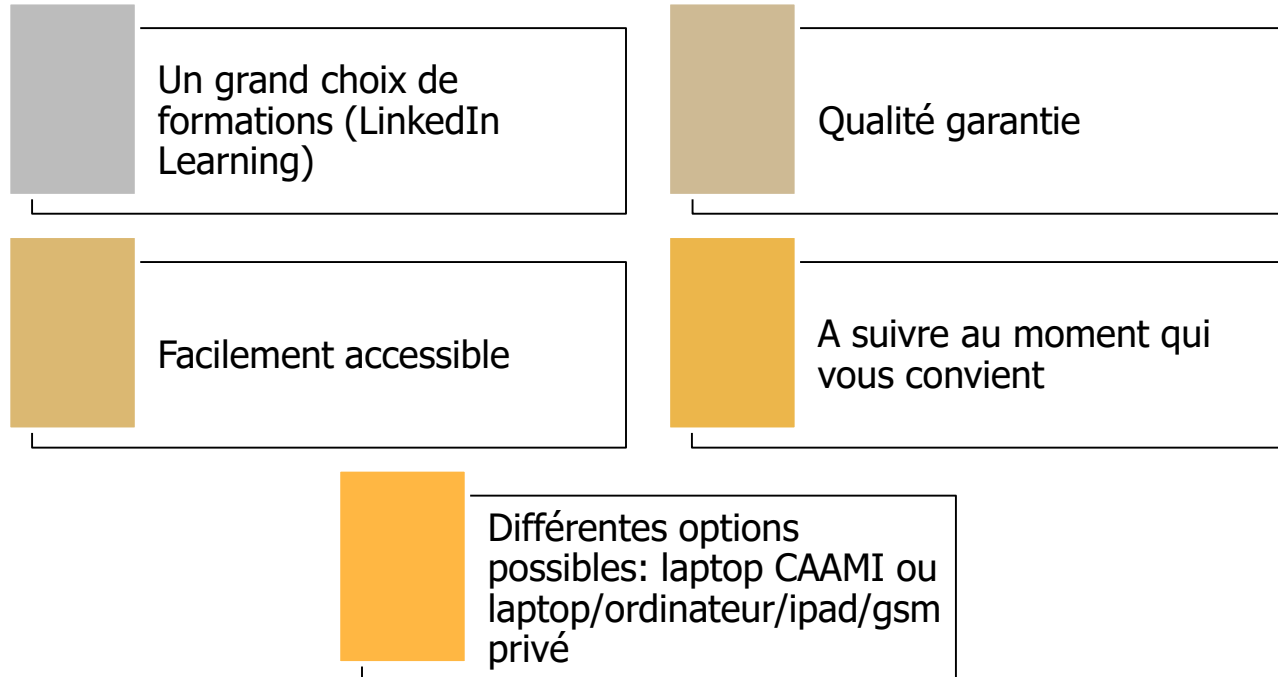 Un grand choix de
formations (LinkedIn
Learning)
Qualité garantie
Facilement accessible
A suivre au moment qui
vous convient
Différentes options
possibles: laptop CAAMI ou
laptop/ordinateur/ipad/gsm
privé